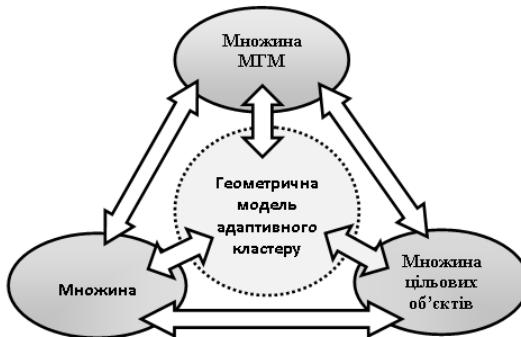 Множина
МГМ
Геометрична
модель
адаптивного
кластеру
Множина
Множина
цільових
об’єктів